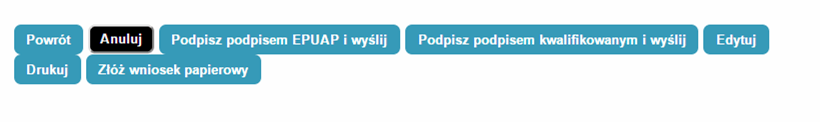 Powrót Anuluj Podpisz podpisem EPUAP i wyślij Podpisz podpisem kwalifikowanym i wyślij Edytuj
Drukuj Złóż wniosek papierowy